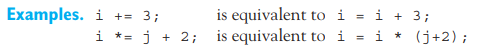 Examples. i += 3; is equivalent to i = i + 3;
i *= j + 2; is equivalent to i = i * (j+2);